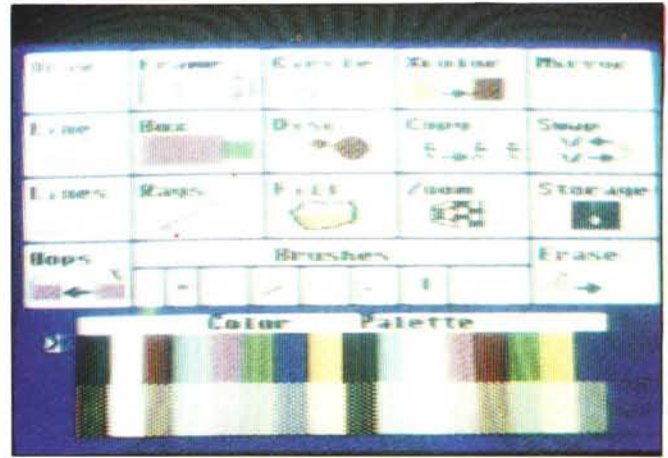 Draw Frame Circle Xcolor Mirror
Line Box Disc Copy Swap
Lines Rays Fill Zoom Storage
Oops Brushes Erase
Color Palette